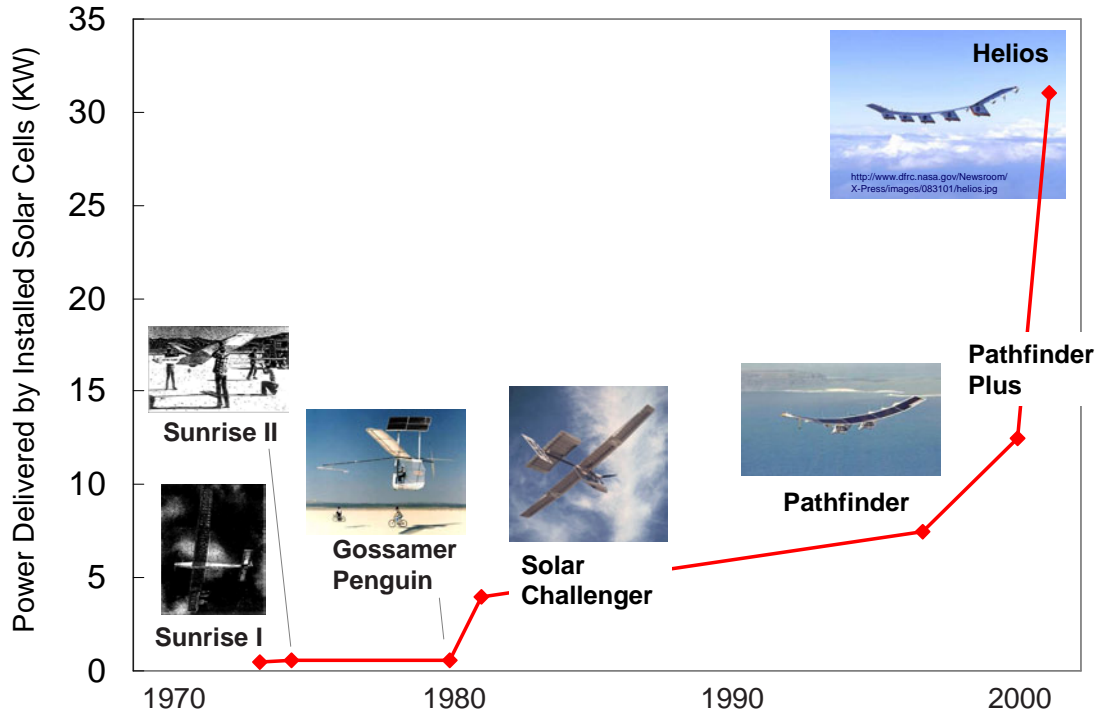 Power Delivered by Installed Solar Cells (KW)
35
30
25
20
15
10
5
0
1970
1980
1990
2000
Helios
http://www.dfrc.nasa.gov/Newsroom/
X-Press/images/083101/helios.jpg
Pathfinder
Plus
Sunrise II
Pathfinder
Gossamer
Penguin
Solar
Challenger
Sunrise I